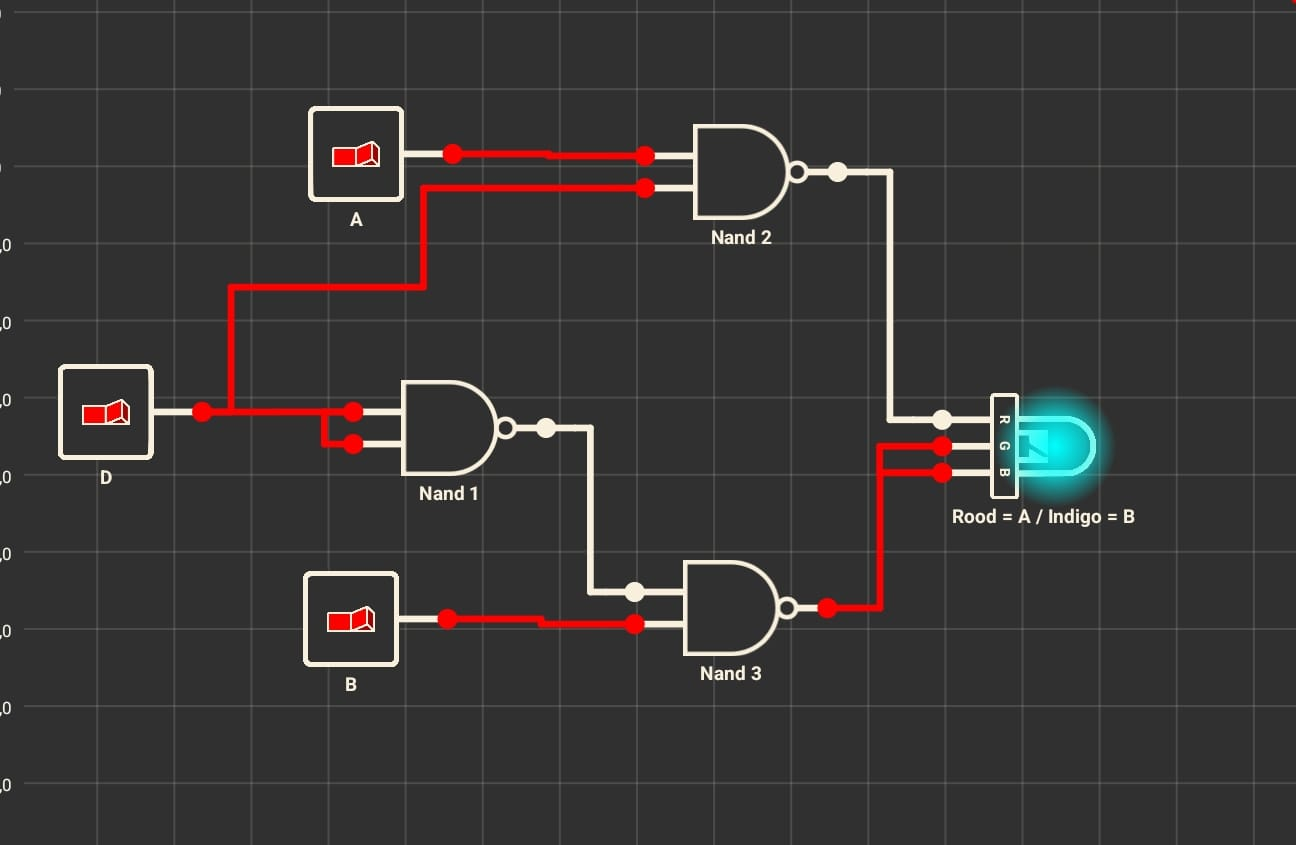 A
Nand 2
D
Nand 1
R
G
B
Rood = A / Indigo = B
B
Nand 3